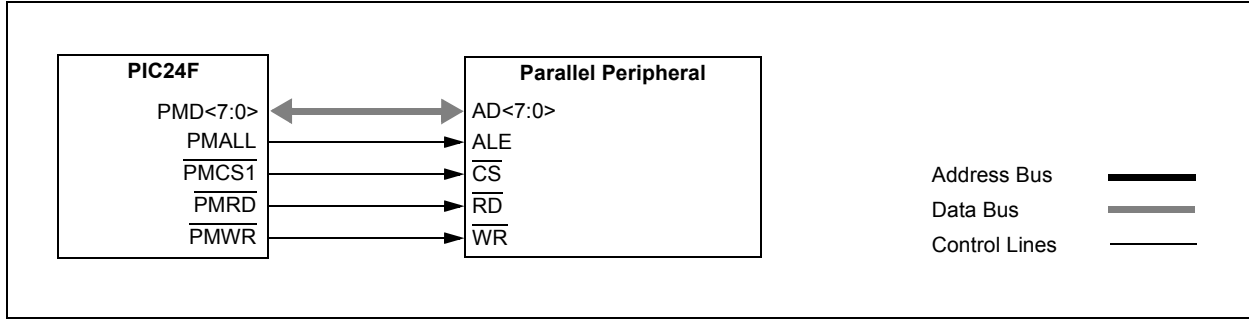 PIC24F
PMD<7:0>
PMALL
PMCS1
PMRD
PMWR
Parallel Peripheral
AD<7:0>
ALE
CS
RD
WR
Address Bus
Data Bus
Control Lines